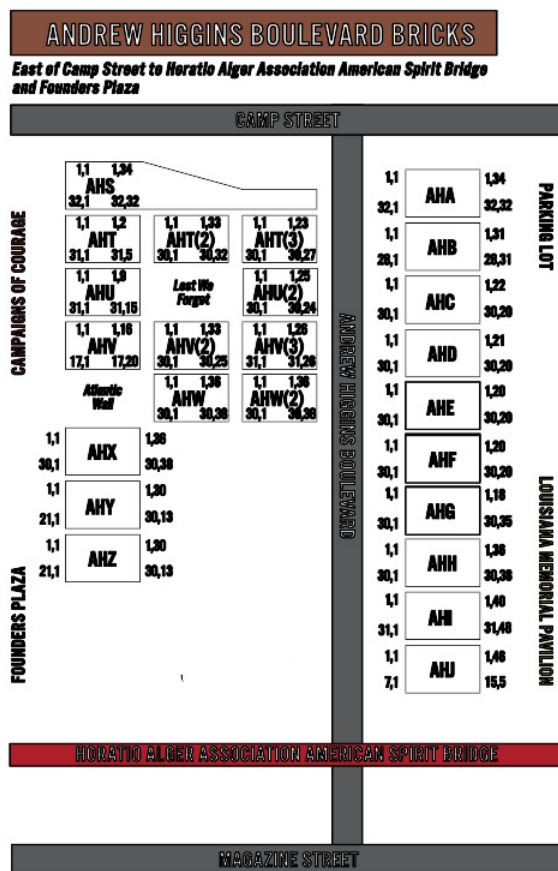 ANDREW HIGGINS BOULEVARD BRICKS
East of Camp Street to Horatio Alger Association American Spirit Bridge
and Founders Plaza
CAMP STREET
CAMPAIGNS OF COURAGE
FOUNDERS PLAZA
1,1 1,34
AHS
32,1 32,32
1,1 1,2
AHT
31,1 31,5
1,1 1,33
AHT(2)
30,1 30,32
1,1 1,23
AHT(3)
30,1 30,27
1,1 1,9
AHU
31,1 31,15
Lest We
Forget
1,1 1,25
AHU(2)
30,1 30,24
1,1 1,16
AHV
17,1 17,20
1,1 1,33
AHV(2)
30,1 30,25
1,1 1,26
AHV(3)
31,1 31,26
Atlantic
Wall
1,1 1,36
AHW
30,1 30,38
1,1 1,36
AHW(2)
30,1 30,38
1,1 1,36
AHX
30,1 30,38
1,1 1,30
AHY
21,1 30,13
1,1 1,30
AHZ
21,1 30,13
ANDREW HIGGINS BOULEVARD
1,1 1,34
AHA
32,1 32,32
1,1 1,31
AHB
28,1 28,31
1,1 1,22
AHC
30,1 30,20
1,1 1,21
AHD
30,1 30,20
1,1 1,20
AHE
30,1 30,20
1,1 1,20
AHF
30,1 30,20
1,1 1,18
AHG
30,1 30,35
1,1 1,36
AHH
30,1 30,38
1,1 1,40
AHI
31,1 31,48
1,1 1,48
AHJ
7,1 15,5
PARKING LOT
LOUISIANA MEMORIAL PAVILION
HORATIO ALGER ASSOCIATION AMERICAN SPIRIT BRIDGE
MAGAZINE STREET